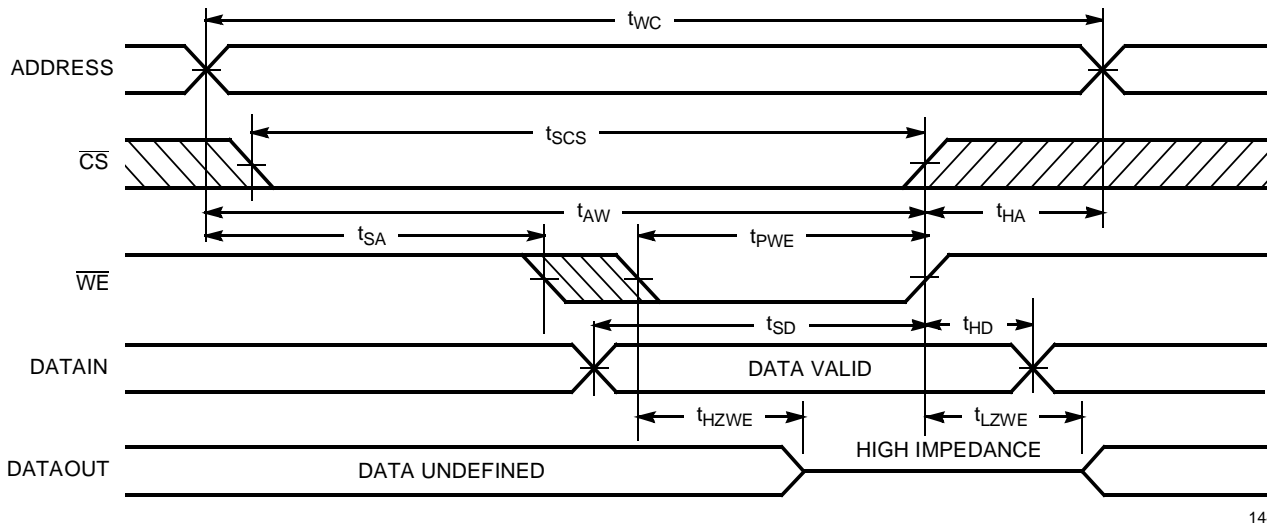 tWC
ADDRESS
tSCS
CS
tAW
tHA
tSA
tPWE
WE
tSD
tHD
DATAIN
DATA VALID
tHZWE
tLZWE
HIGH IMPEDANCE
DATAOUT
DATA UNDEFINED
14